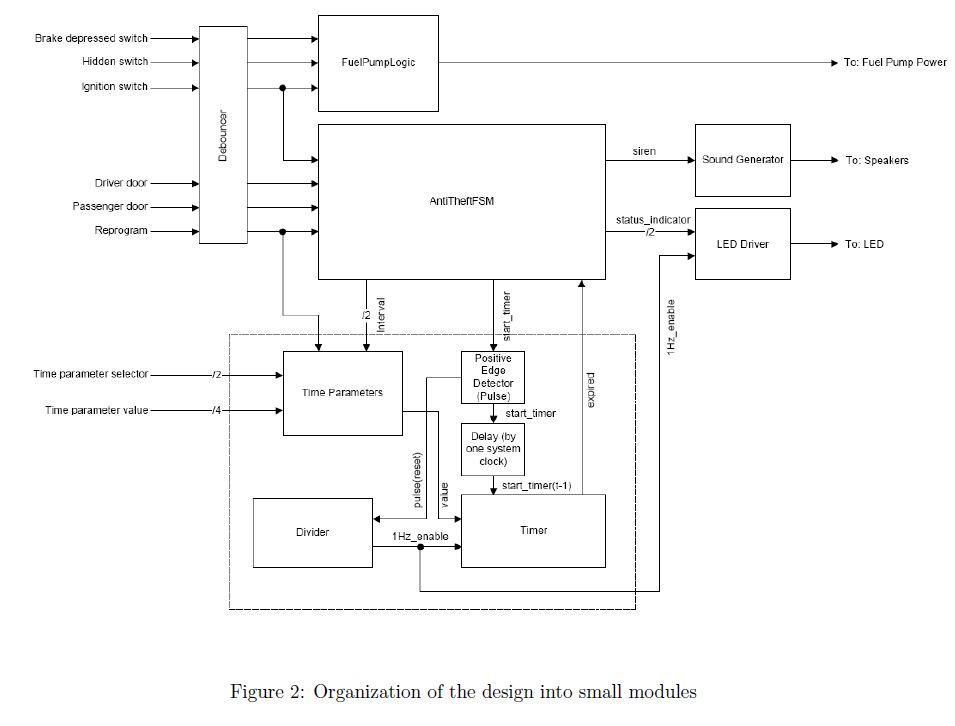 Brake depressed switch
Hidden switch
Ignition switch
Driver door
Passenger door
Reprogram
Debouncer
FuelPumpLogic
To: Fuel Pump Power
AntiTheftFSM
siren
Sound Generator
To: Speakers
status_indicator
/2
LED Driver
To: LED
/2
Interval
start_timer
1Hz_enable
expired
Time parameter selector
/2
Time parameter value
/4
Time Parameters
Positive
Edge
Detector
(Pulse)
start_timer
Delay (by
one system
clock)
start_timer(t-1)
pulse(reset)
value
Divider
1Hz_enable
Timer
Figure 2: Organization of the design into small modules